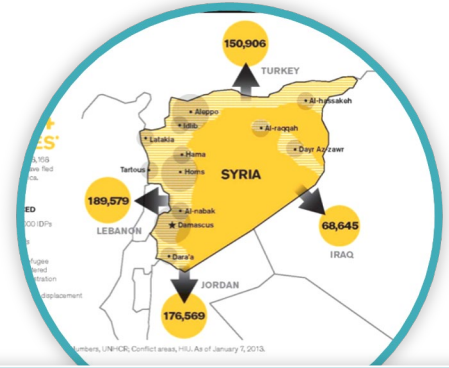 150,906
TURKEY
Al-hassakeh
Aleppo
Idlib
Al-raqqah
Latakia
Hama
Dayr Az-zawr
Tartous
Homs
SYRIA
189,579
Al-nabak
LEBANON
Damascus
68,645
IRAQ
Dara'a
JORDAN
176,569
displacement
UNHCR; Conflict areas, HIU. As of January 7, 2013.